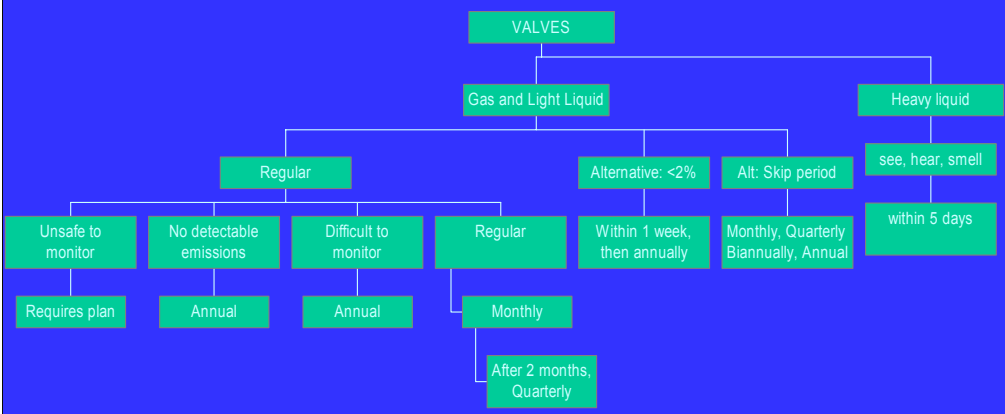 VALVES
Gas and Light Liquid
Heavy liquid
Regular
Alternative: <2%
Alt: Skip period
see, hear, smell
Unsafe to
monitor
No detectable
emissions
Difficult to
monitor
Regular
Within 1 week,
then annually
Monthly, Quarterly
Biannually, Annual
within 5 days
Requires plan
Annual
Annual
Monthly
After 2 months,
Quarterly